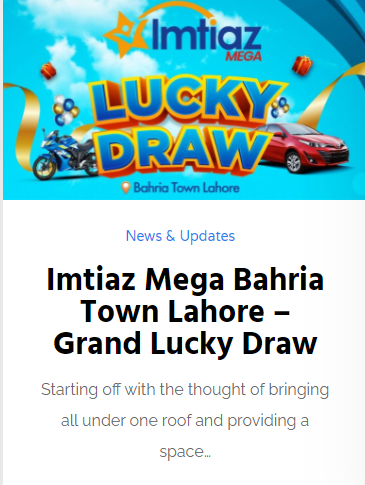 Imtiaz
MEGA
LUCKY
DRAW
Bahria Town Lahore
News & Updates
Imtiaz Mega Bahria
Town Lahore –
Grand Lucky Draw
Starting off with the thought of bringing
all under one roof and providing a
space…